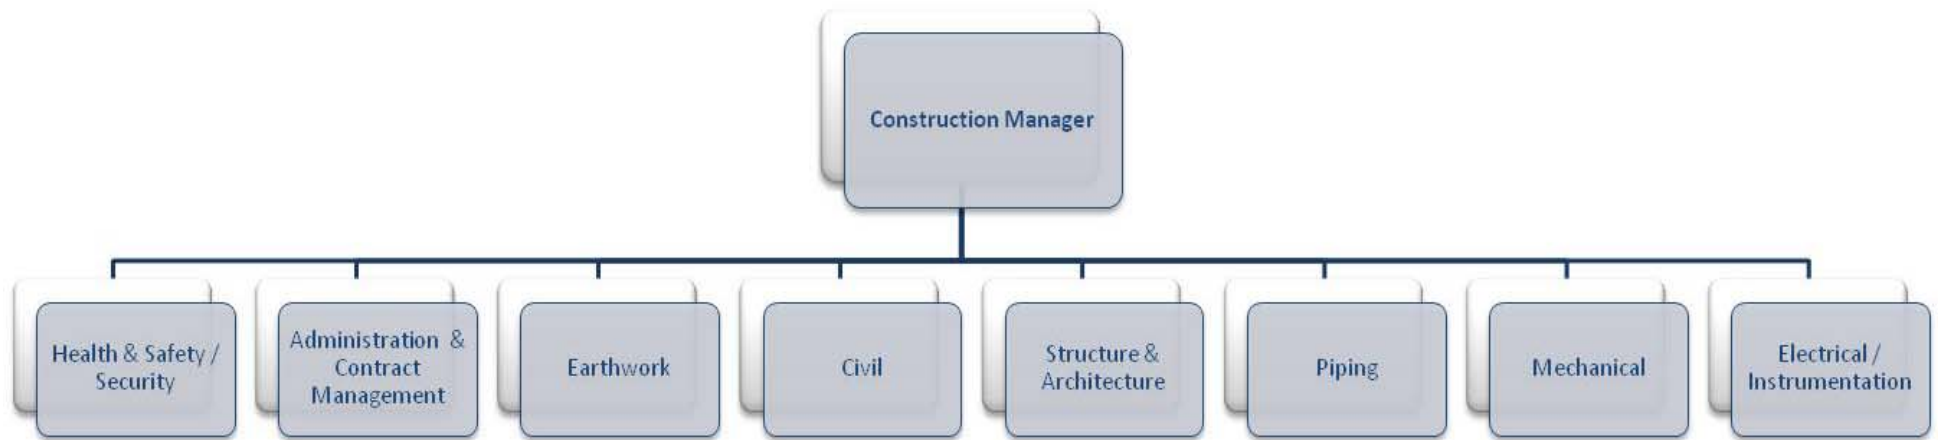 Construction Manager
Health & Safety /
Security
Administration &
Contract
Management
Earthwork
Civil
Structure &
Architecture
Piping
Mechanical
Electrical /
Instrumentation